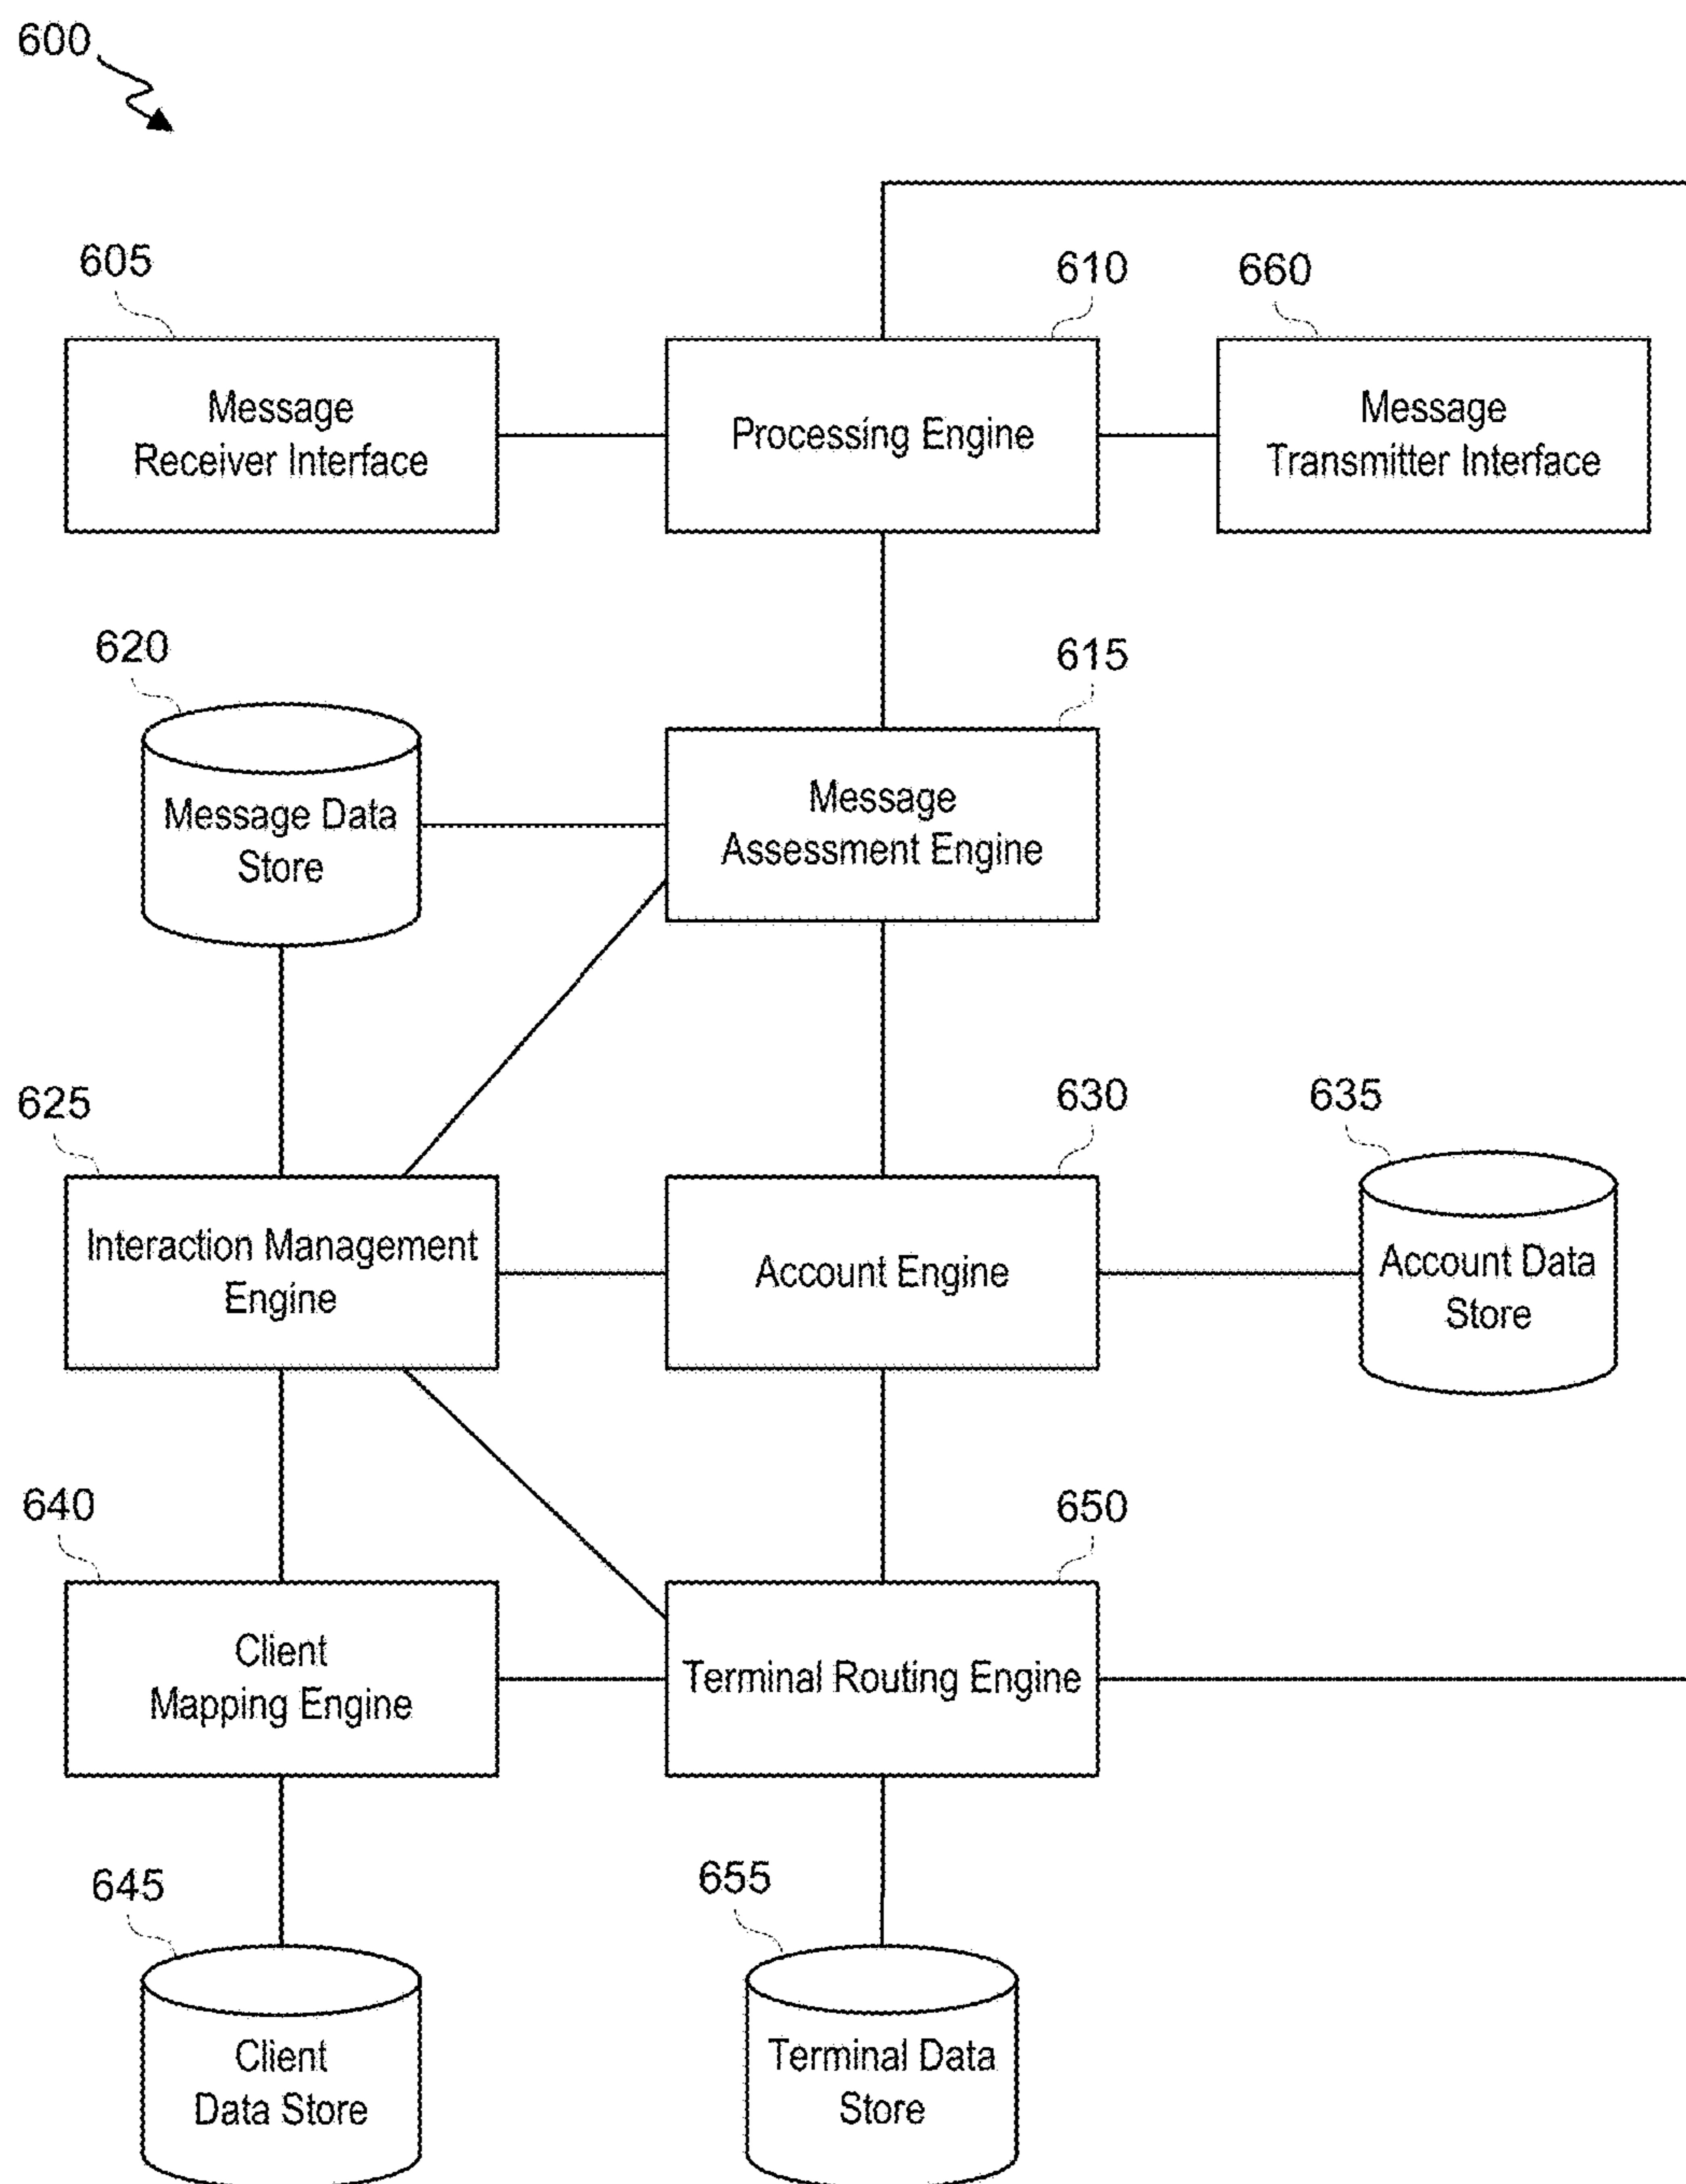 600
605
610
660
Message
Receiver Interface
Processing Engine
Message
Transmitter Interface
620
615
Message Data
Store
Message
Assessment Engine
625
630
635
Interaction Management
Engine
Account Engine
Account Data
Store
640
650
Client
Mapping Engine
Terminal Routing Engine
645
655
Client
Data Store
Terminal Data
Store